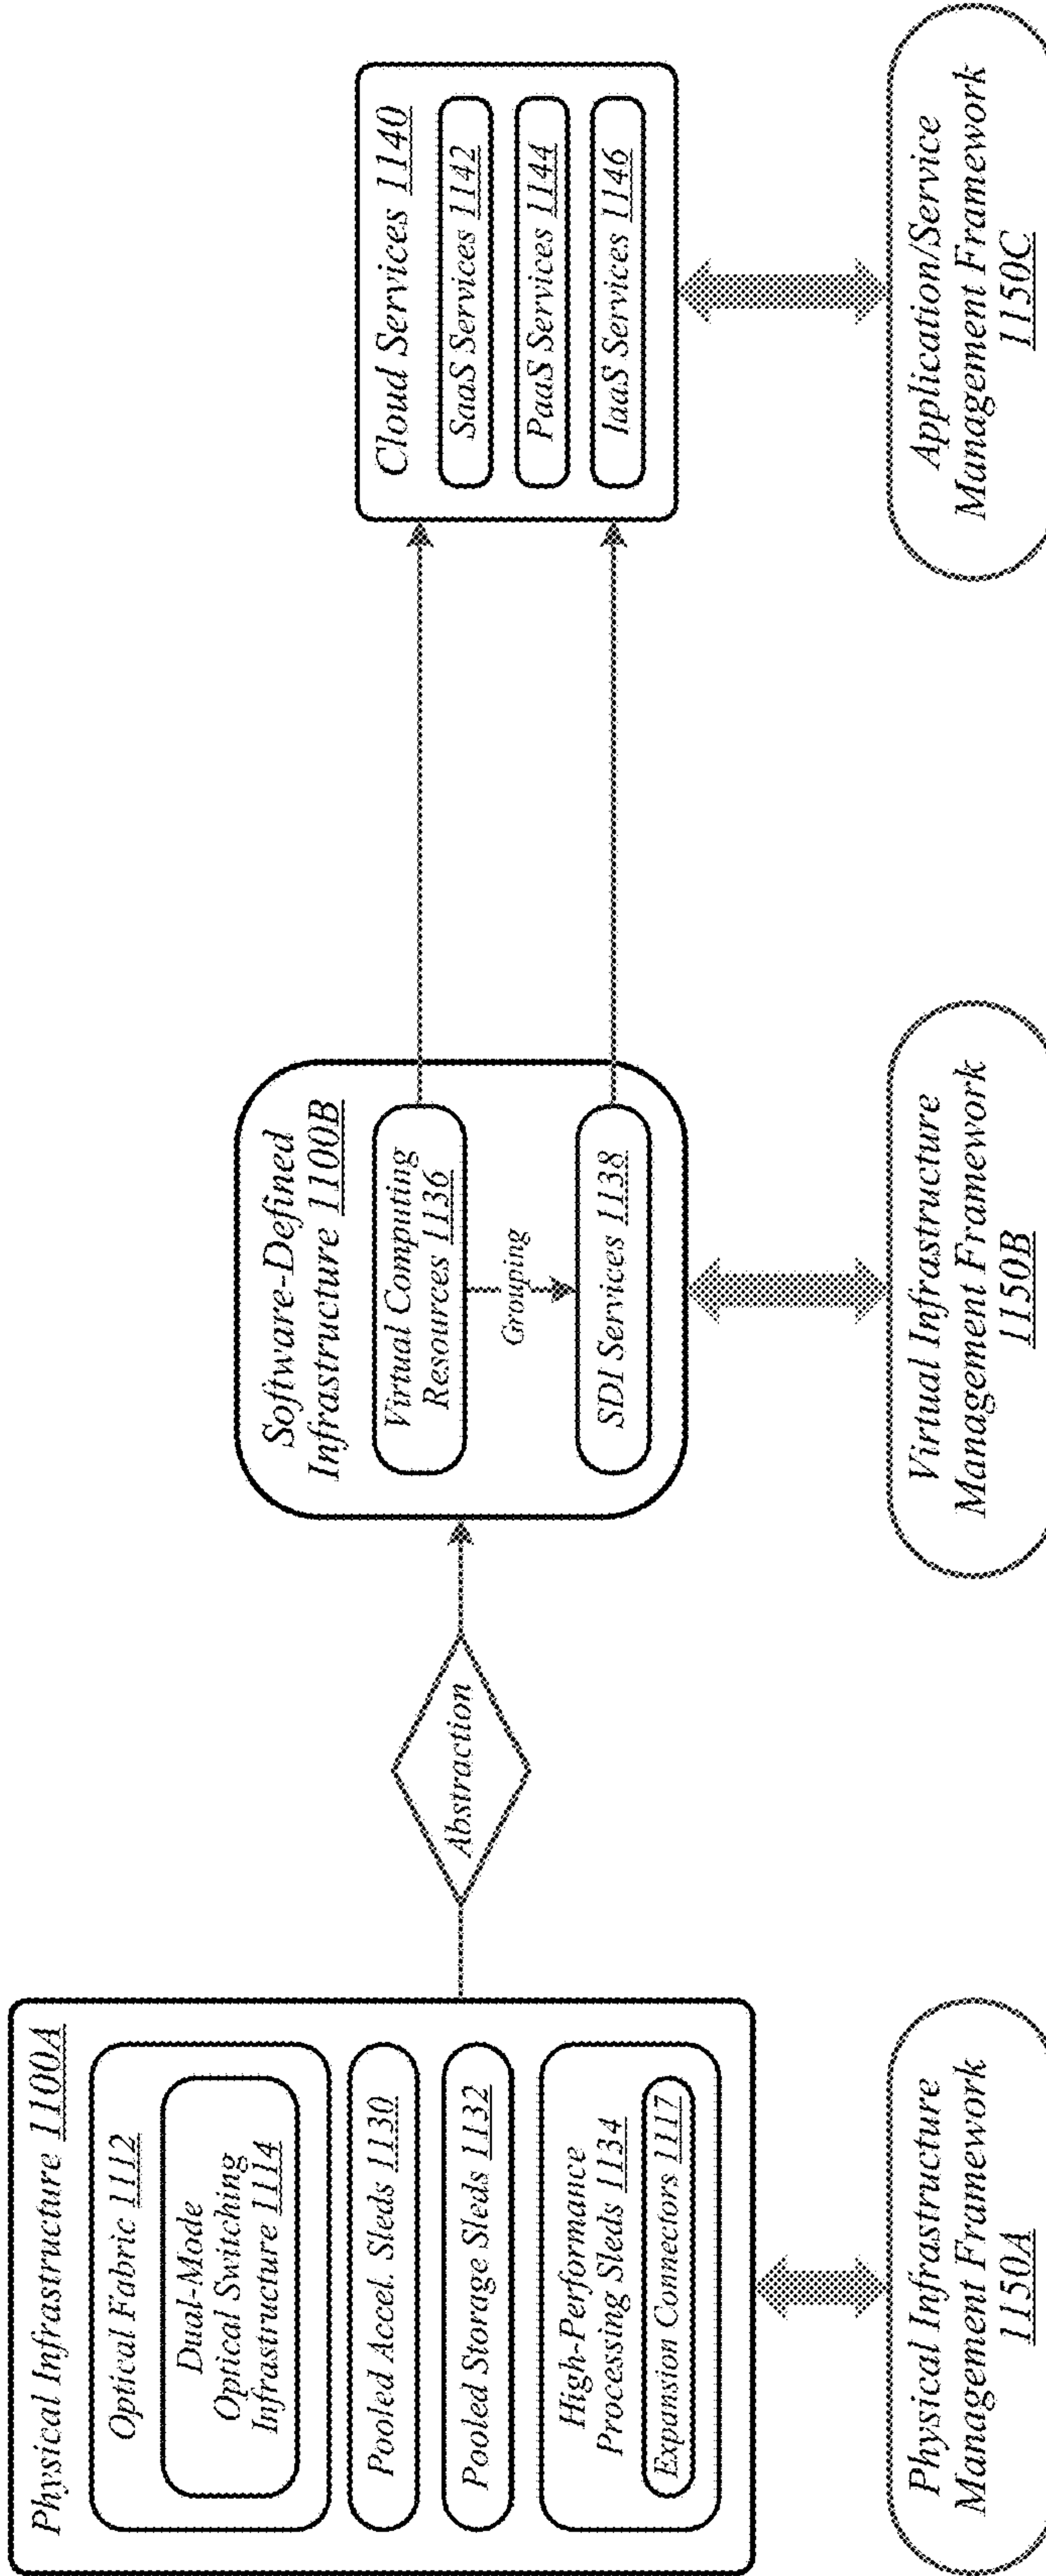 Physical Infrastructure 1100A
Optical Fabric 1112
Dual-Mode
Optical Switching
Infrastructure 1114
Pooled Accel. Sleds 1130
Pooled Storage Sleds 1132
High-Performance
Processing Sleds 1134
Expansion Connectors 1117
Physical Infrastructure
Management Framework
1150A
Abstraction
Software-Defined
Infrastructure 1100B
Virtual Computing
Resources 1136
Grouping
SDI Services 1138
Virtual Infrastructure
Management Framework
1150B
Cloud Services 1140
SaaS Services 1142
PaaS Services 1144
IaaS Services 1146
Application/Service
Management Framework
1150C